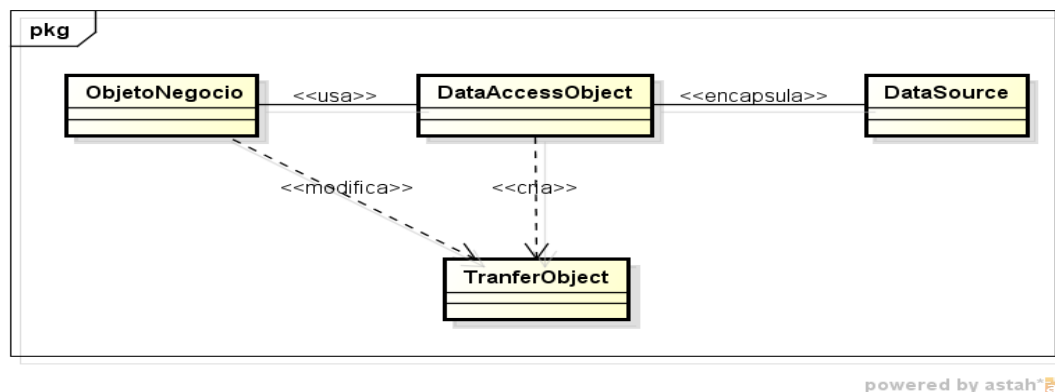 pkg
ObjetoNegocio
<<usa>>
DataAccessObject
<<encapsula>>
DataSource
<<modifica>>
<<cria>>
TranferObject
powered by astah*